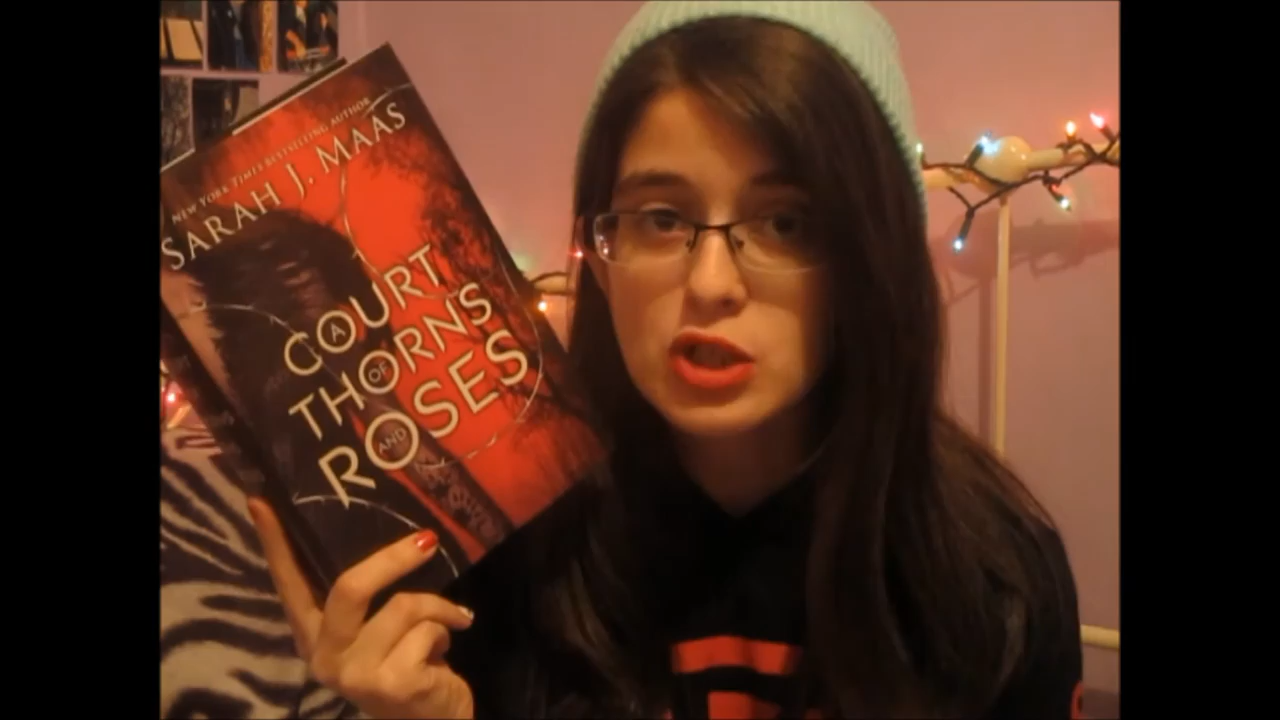 NEW YORK TIMES BESTSELLING AUTHOR
SARAH J. MAAS
A
COURT
OF
THORNS
AND
ROSES